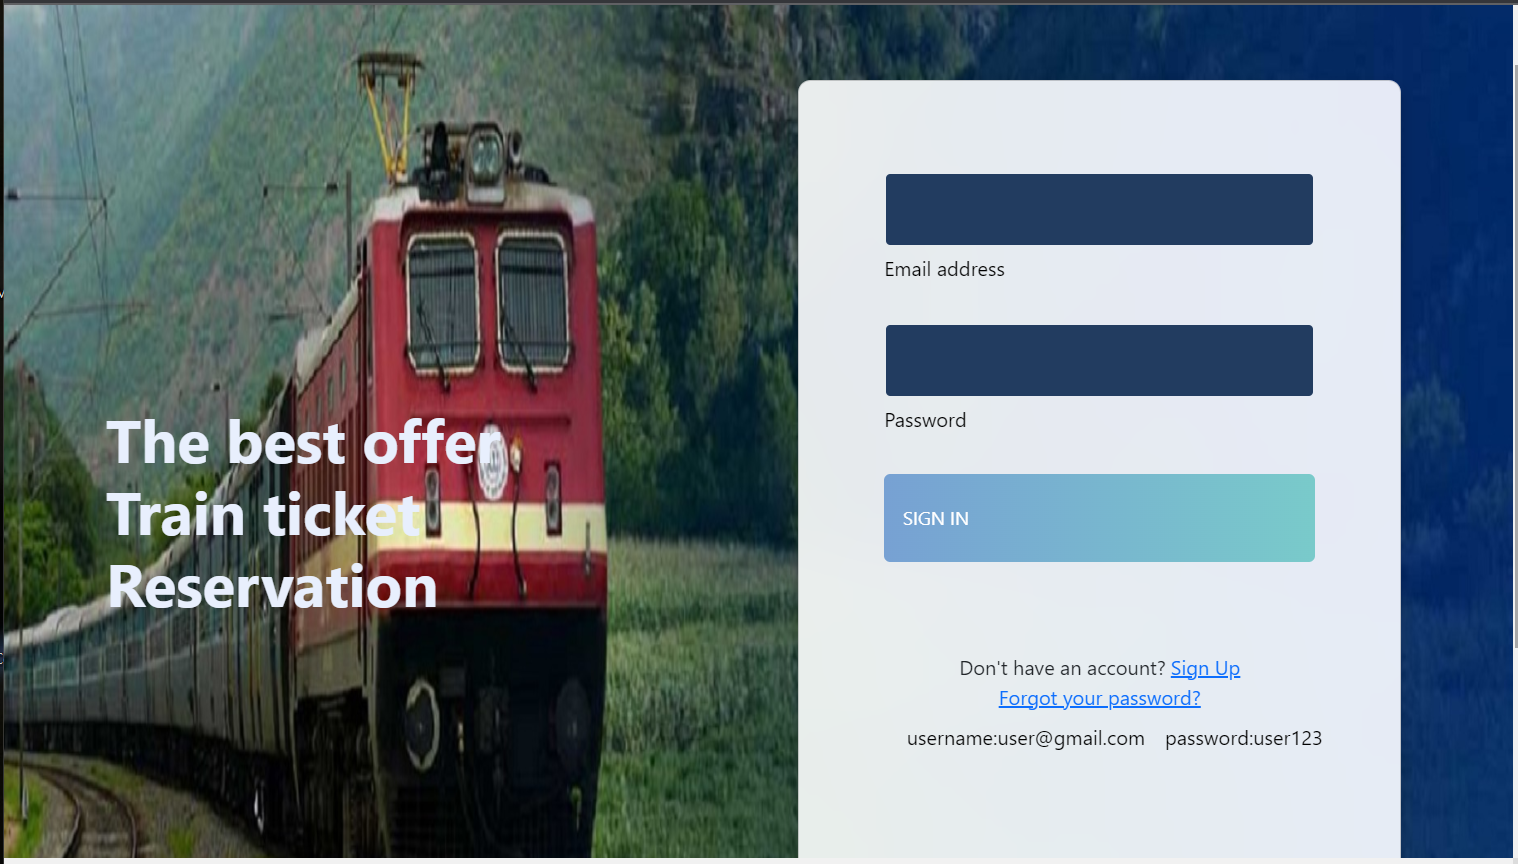 The best offer
Train ticket
Reservation
Email address
Password
SIGN IN
Don't have an account? Sign Up
Forgot your password?
username:user@gmail.com password:user123